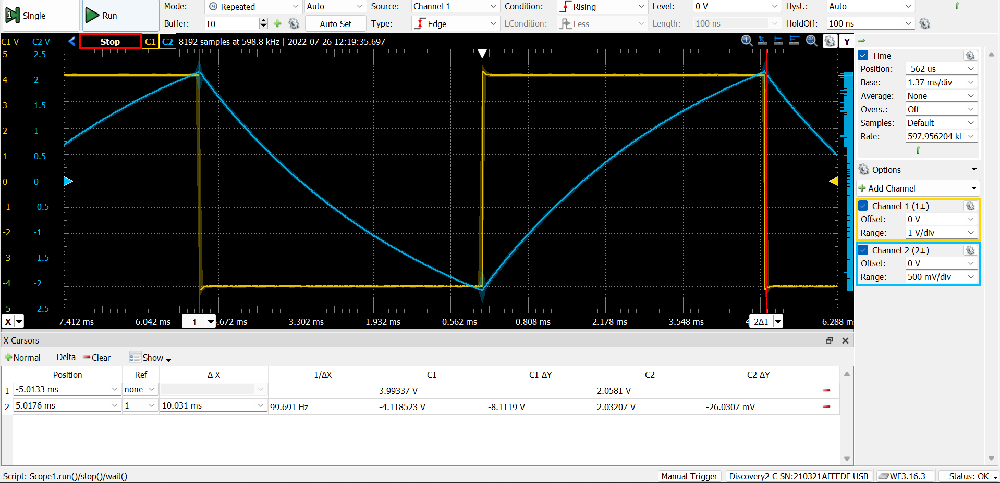 Single Run Mode: Repeated Auto Source: Channel 1 Condition: Rising Level: 0 V Hyst.: Auto
Buffer: 10 Auto Set Type: Edge LCondition: Less Length: 100 ns HoldOff: 100 ns
C1 V C2 V Stop C1 C2 8192 samples at 598.8 kHz | 2022-07-26 12:19:35.697 Y
5 2.5
4 2
3 1.5
2 1
1 0.5
0 0
-1 -0.5
-2 -1
-3 -1.5
-4 -2
-5 -2.5
X -7.412 ms -6.042 ms 1 .672 ms -3.302 ms -1.932 ms -0.562 ms 0.808 ms 2.178 ms 3.548 ms 4 2Δ1 6.288 m
Time
Position: -562 us
Base: 1.37 ms/div
Average: None
Overs.: Off
Samples: Default
Rate: 597.956204 kH
Options
Add Channel
Channel 1 (1±)
Offset: 0 V
Range: 1 V/div
Channel 2 (2±)
Offset: 0 V
Range: 500 mV/div
X Cursors
Normal Delta Clear Show
Position Ref Δ X 1/ΔX C1 C1 ΔY C2 C2 ΔY
1 -5.0133 ms none 3.99337 V 2.0581 V
2 5.0176 ms 1 10.031 ms 99.691 Hz -4.118523 V -8.1119 V 2.03207 V -26.0307 mV
Script: Scope1.run()/stop()/wait() Manual Trigger Discovery2 C SN:210321AFFEDF USB WF3.16.3 Status: OK